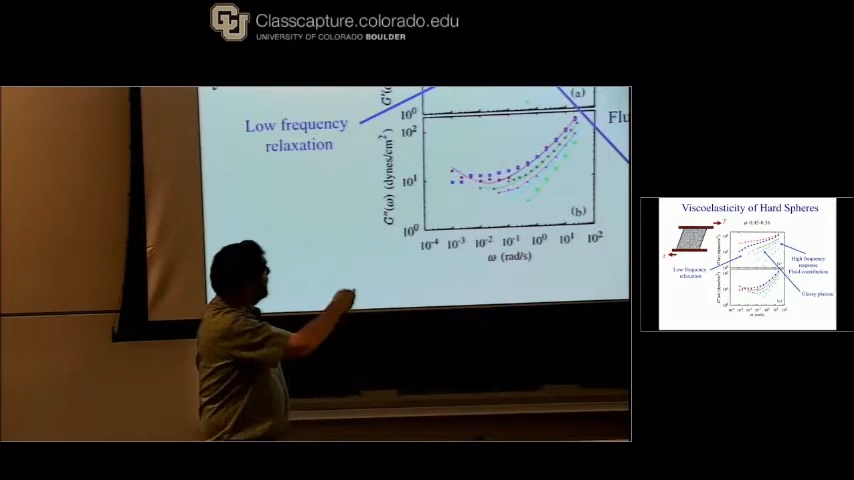 Classcapture.colorado.edu
UNIVERSITY OF COLORADO BOULDER
Low frequency
relaxation
G'(
(a)
10⁰
Flu
10²
10¹
10⁰
G"(ω) (dynes/cm²)
(b)
10⁻⁴ 10⁻³ 10⁻² 10⁻¹ 10⁰ 10¹ 10²
ω (rad/s)
Viscoelasticity of Hard Spheres
High frequency
response
Fluid contribution
Low frequency
relaxation
Glassy plateau